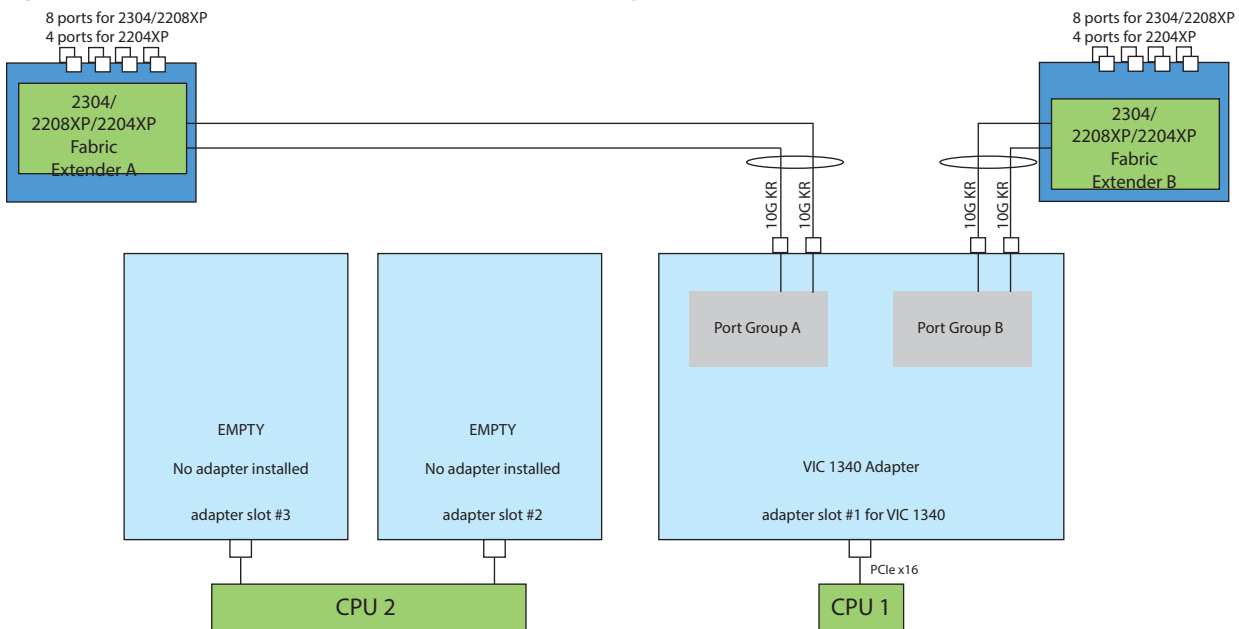 8 ports for 2304/2208XP
4 ports for 2204XP
8 ports for 2304/2208XP
4 ports for 2204XP
2304/
2208XP/2204XP
Fabric
Extender A
2304/
2208XP/2204XP
Fabric
Extender B
10G KR
10G KR
10G KR
10G KR
Port Group A
Port Group B
EMPTY
No adapter installed
adapter slot #3
EMPTY
No adapter installed
adapter slot #2
VIC 1340 Adapter
adapter slot #1 for VIC 1340
PCIe x16
CPU 2
CPU 1